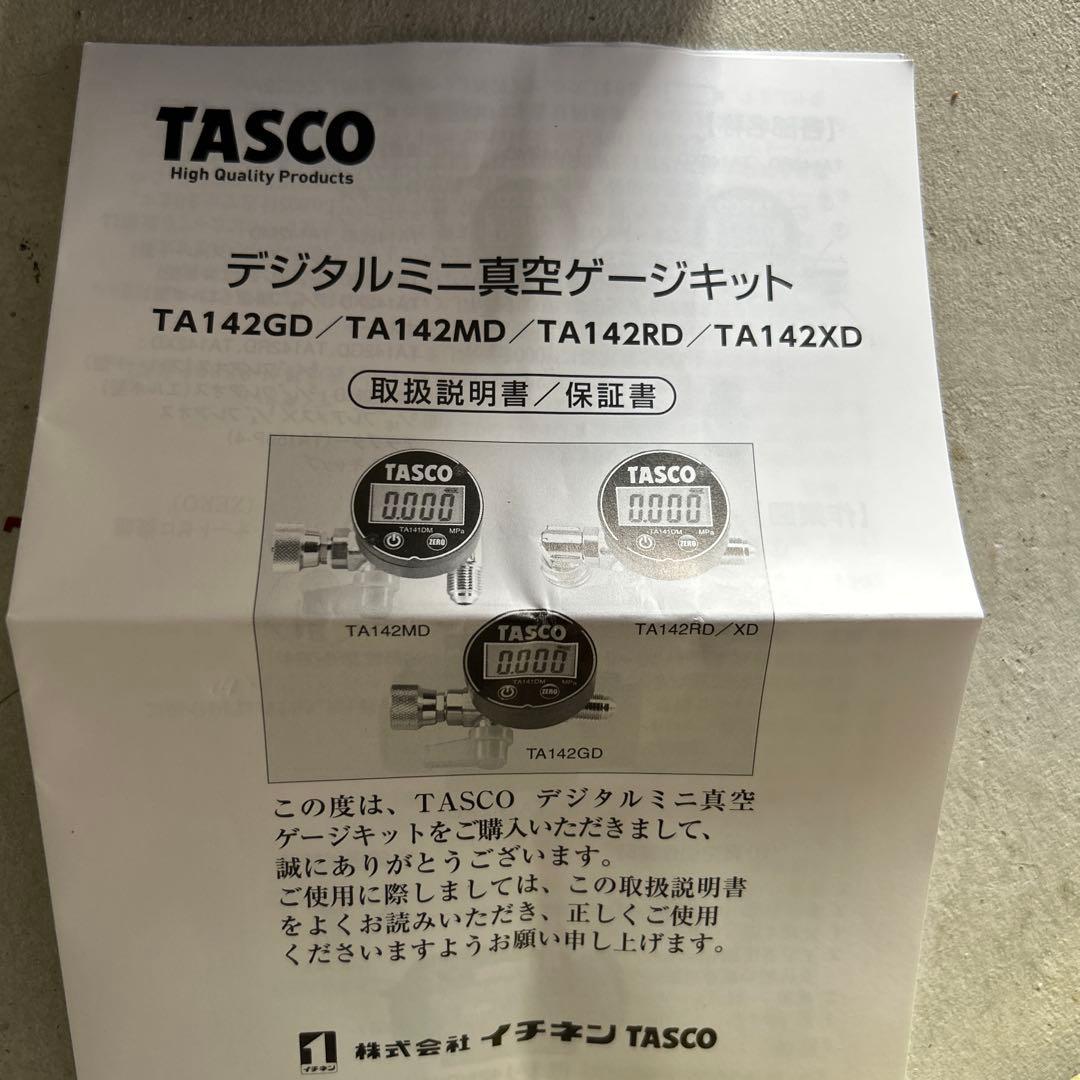 TASCO
High Quality Products
デジタルミニ真空ゲージキット
TA142GD／TA142MD／TA142RD／TA142XD
取扱説明書／保証書
TASCO
0.000
TA141DM MPa
ZERO
TASCO
0.000
TA141DM MPa
ZERO
TA142MD
TA142RD／XD
TASCO
0.000
TA141DM MPa
ZERO
TA142GD
この度は、TASCO デジタルミニ真空
ゲージキットをご購入いただきまして、
誠にありがとうございます。
ご使用に際しましては、この取扱説明書
をよくお読みいただき、正しくご使用
くださいますようお願い申し上げます。
1 イチネン
株式会社 イチネン TASCO